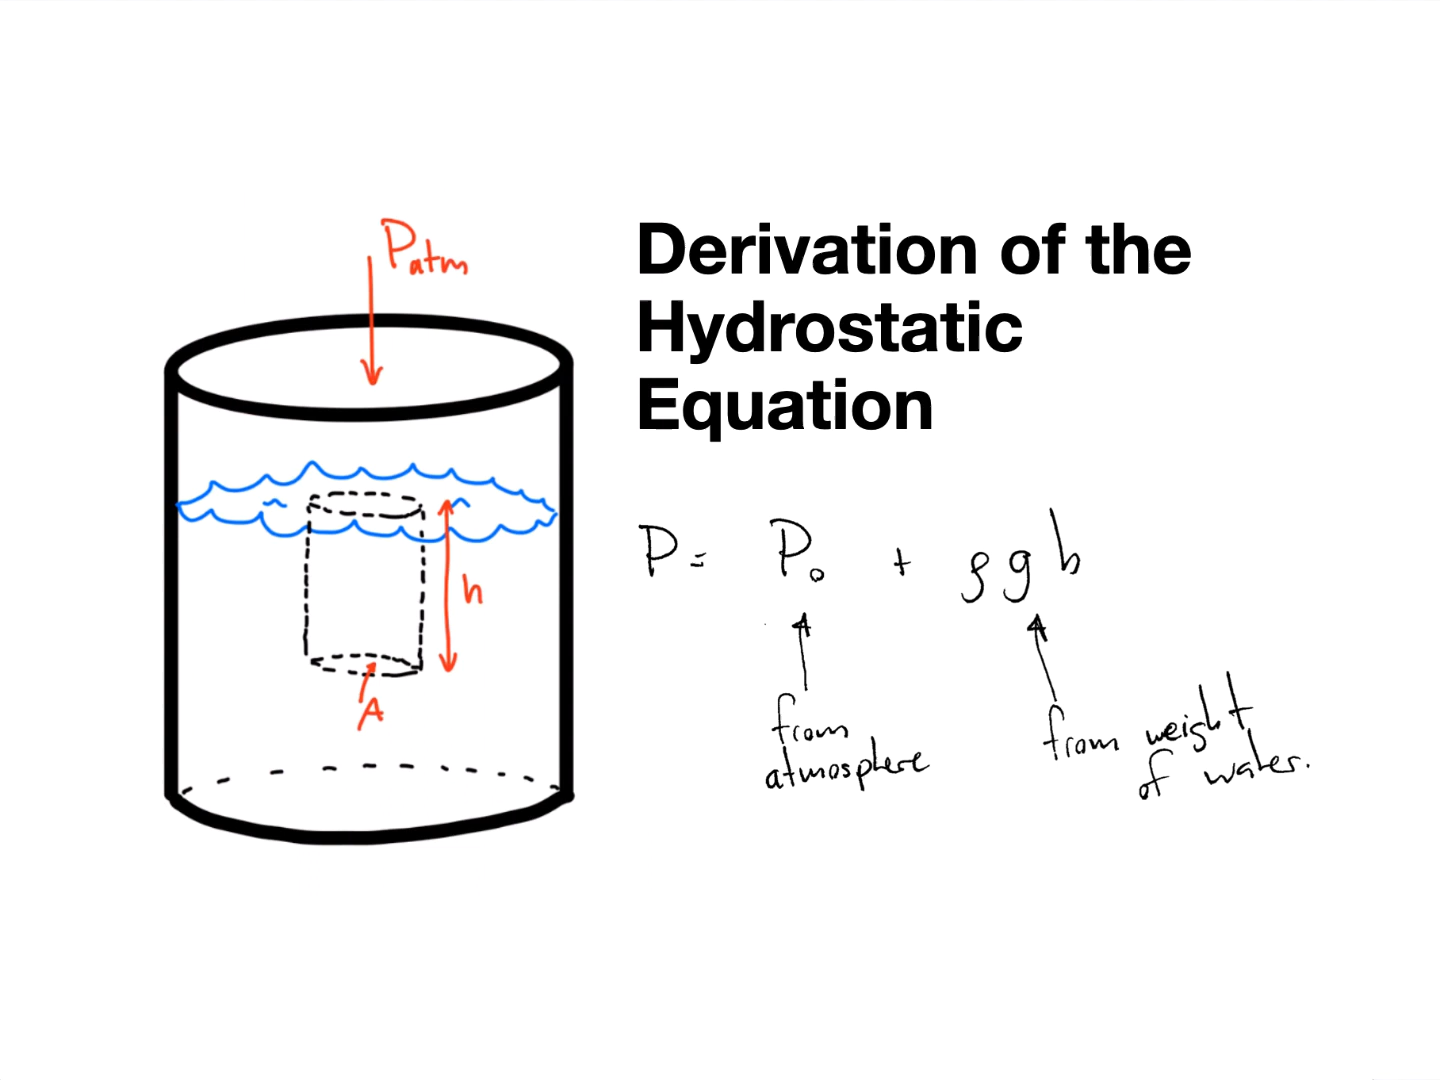 Patm
Derivation of the
Hydrostatic
Equation
P = P₀ + ρgh
h
A
from
atmosphere
from weight
of water.